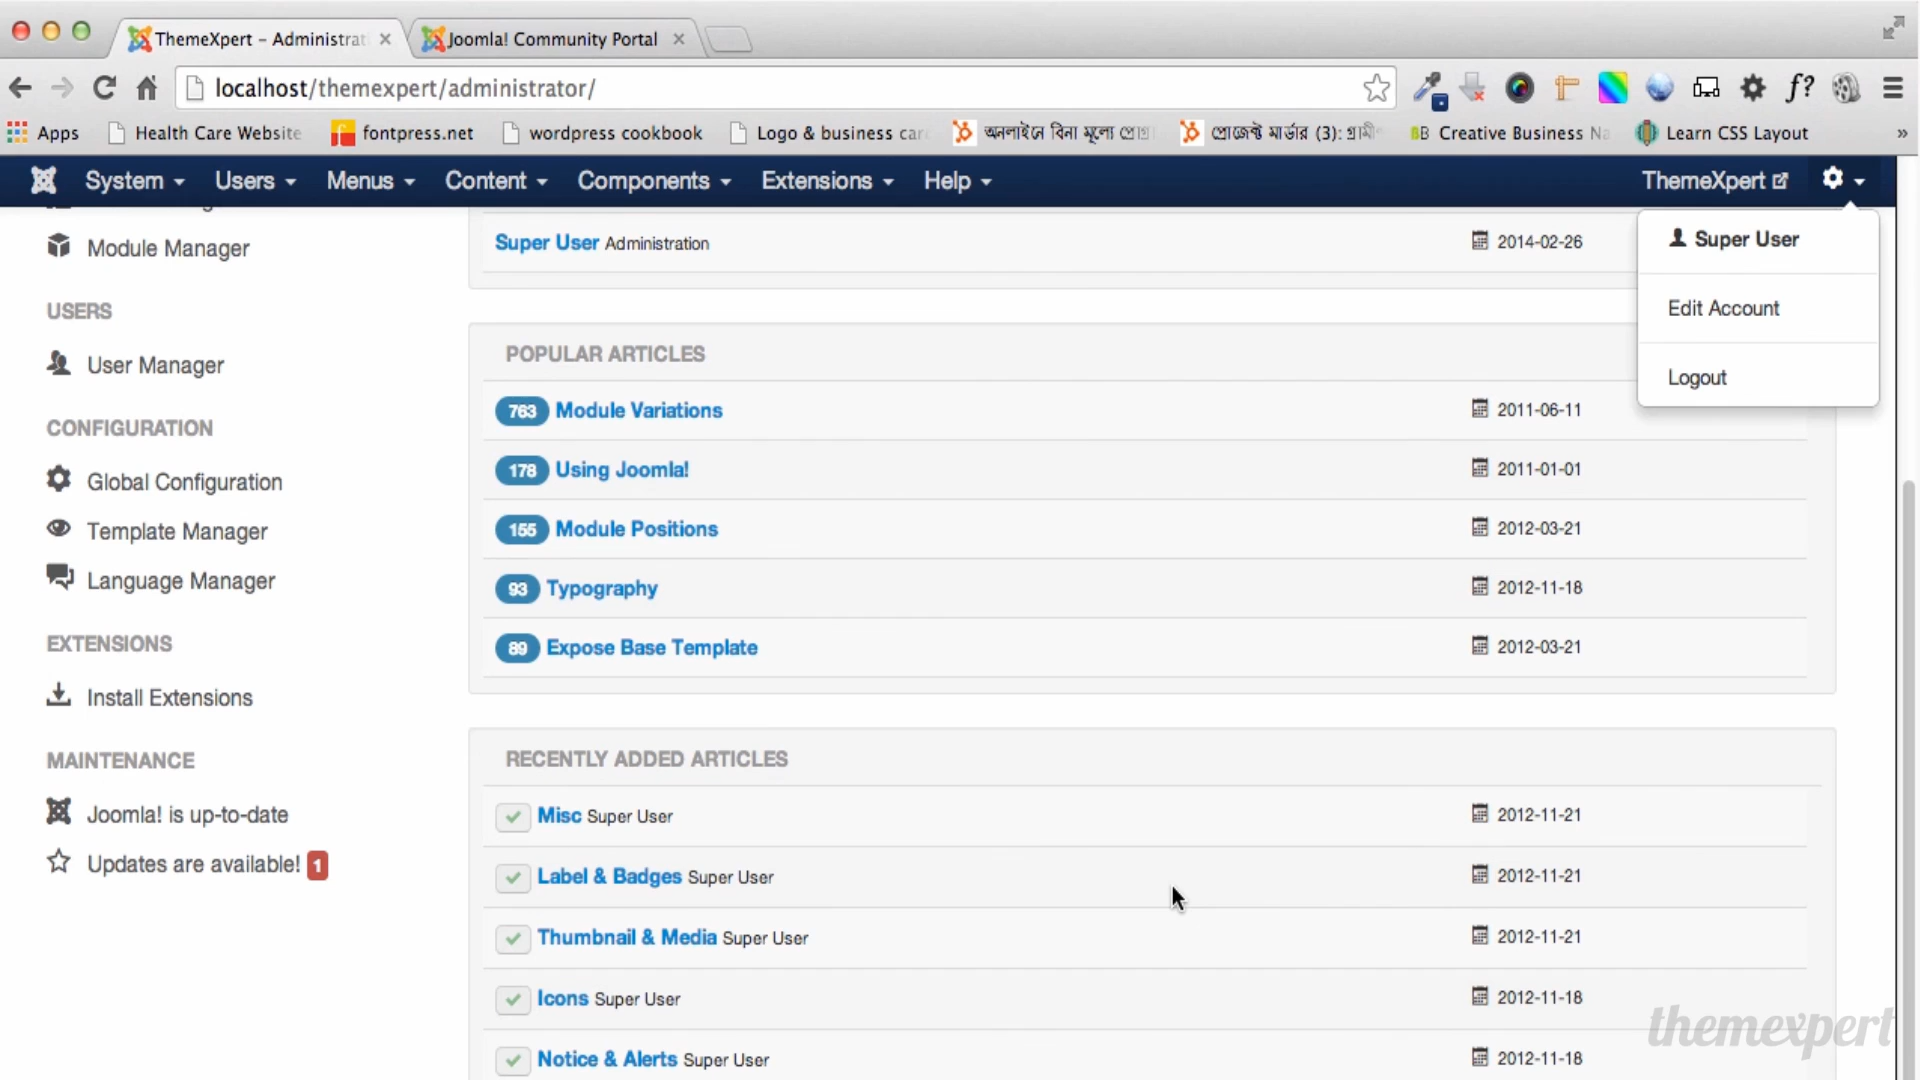 ThemeXpert – Administrat
Joomla! Community Portal
localhost/themexpert/administrator/
f?
Apps
Health Care Website
fontpress.net
wordpress cookbook
Logo & business car
অনলাইনে বিনা মূল্যে প্রোগ্র
প্রোজেক্ট মার্ডার (3): গ্রামী
BB Creative Business Na
Learn CSS Layout
»
System
Users
Menus
Content
Components
Extensions
Help
ThemeXpert
Super User
Edit Account
Logout
Module Manager
USERS
User Manager
CONFIGURATION
Global Configuration
Template Manager
Language Manager
EXTENSIONS
Install Extensions
MAINTENANCE
Joomla! is up-to-date
Updates are available! 1
Super User Administration 2014-02-26
POPULAR ARTICLES
763 Module Variations 2011-06-11
178 Using Joomla! 2011-01-01
155 Module Positions 2012-03-21
93 Typography 2012-11-18
89 Expose Base Template 2012-03-21
RECENTLY ADDED ARTICLES
Misc Super User 2012-11-21
Label & Badges Super User 2012-11-21
Thumbnail & Media Super User 2012-11-21
Icons Super User 2012-11-18
Notice & Alerts Super User 2012-11-18
themexpert